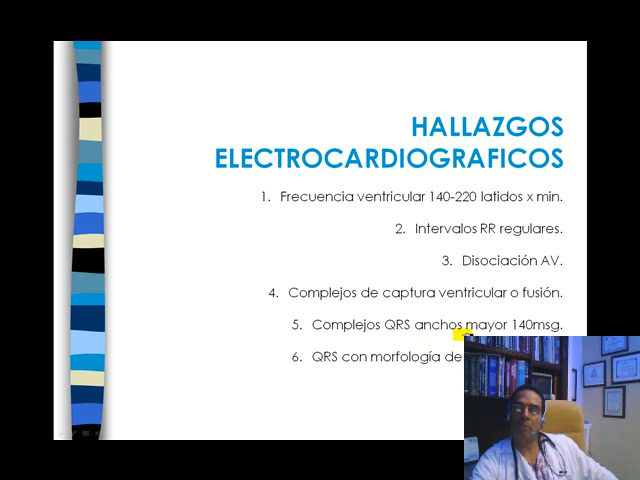 HALLAZGOS
ELECTROCARDIOGRAFICOS
1. Frecuencia ventricular 140-220 latidos x min.
2. Intervalos RR regulares.
3. Disociación AV.
4. Complejos de captura ventricular o fusión.
5. Complejos QRS anchos mayor 140msg.
6. QRS con morfología de